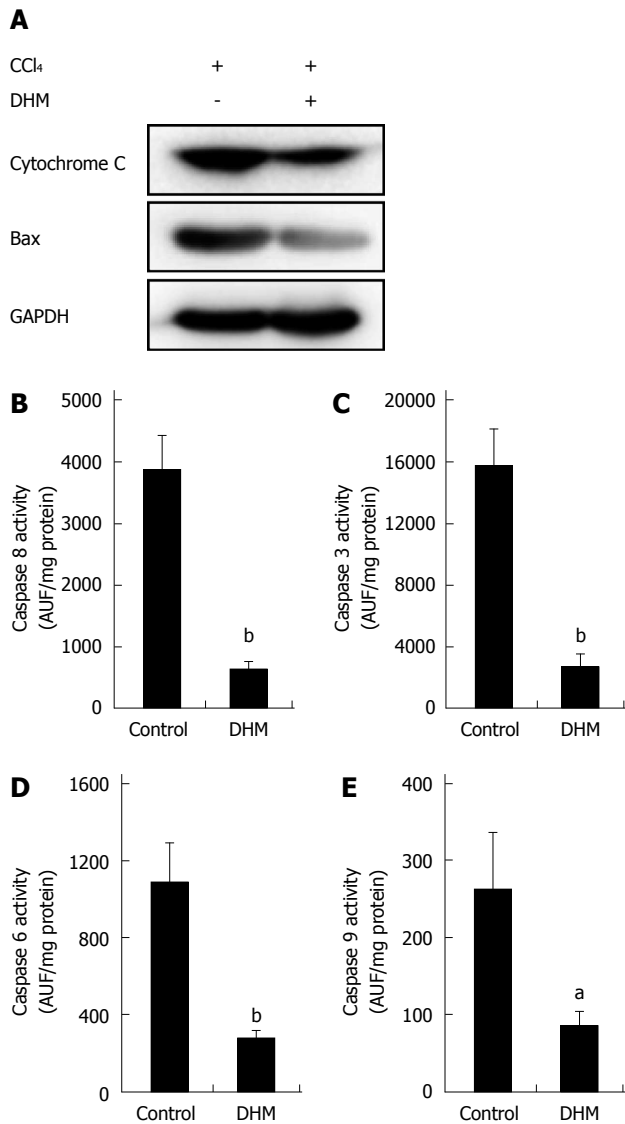 A
CCl₄ + +
DHM - +
Cytochrome C
Bax
GAPDH
B
Caspase 8 activity
(AUF/mg protein)
5000
4000
3000
2000
1000
0
b
Control DHM
C
Caspase 3 activity
(AUF/mg protein)
20000
16000
12000
8000
4000
0
b
Control DHM
D
Caspase 6 activity
(AUF/mg protein)
1600
1200
800
400
0
b
Control DHM
E
Caspase 9 activity
(AUF/mg protein)
400
300
200
100
0
a
Control DHM